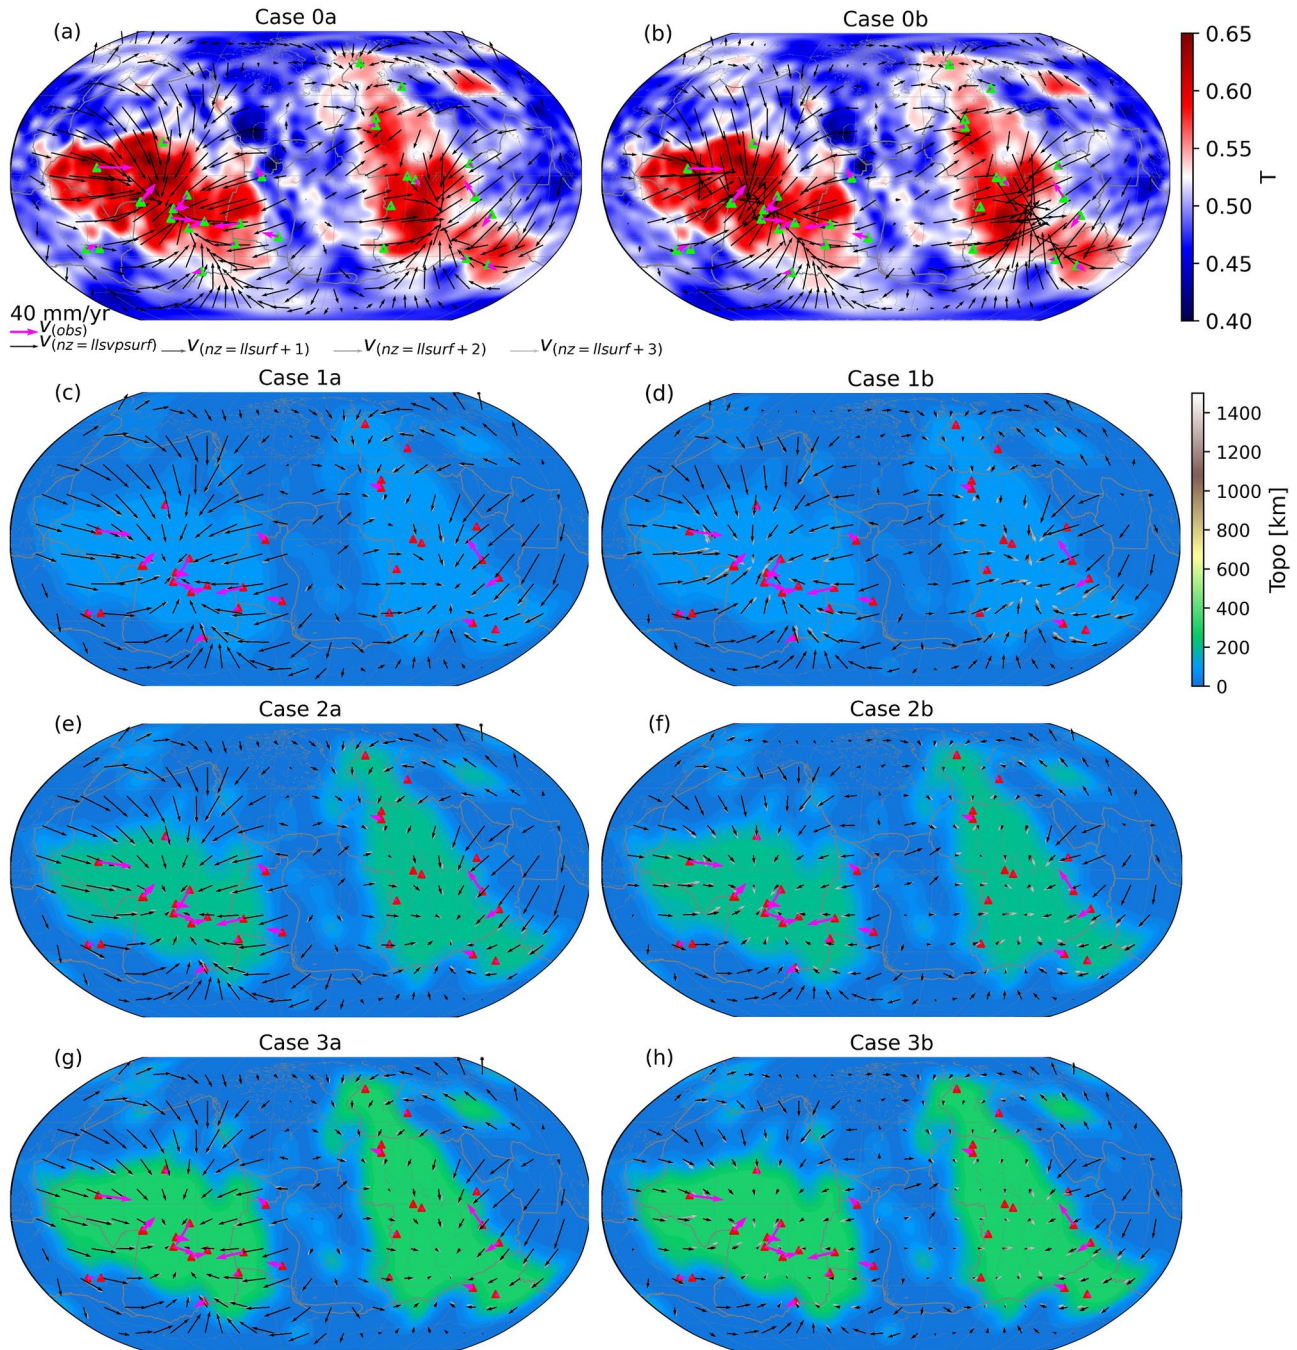 Case 0a
Case 0b
(a)
(b)
0.65
0.60
0.55
0.50
0.45
0.40
T
40 mm/yr
V(obs)
V(nz = llsvpsurf)
V(nz = llsurf + 1)
V(nz = llsurf + 2)
V(nz = llsurf + 3)
Case 1a
Case 1b
(c)
(d)
1400
1200
1000
800
600
400
200
0
Topo [km]
Case 2a
Case 2b
(e)
(f)
Case 3a
Case 3b
(g)
(h)